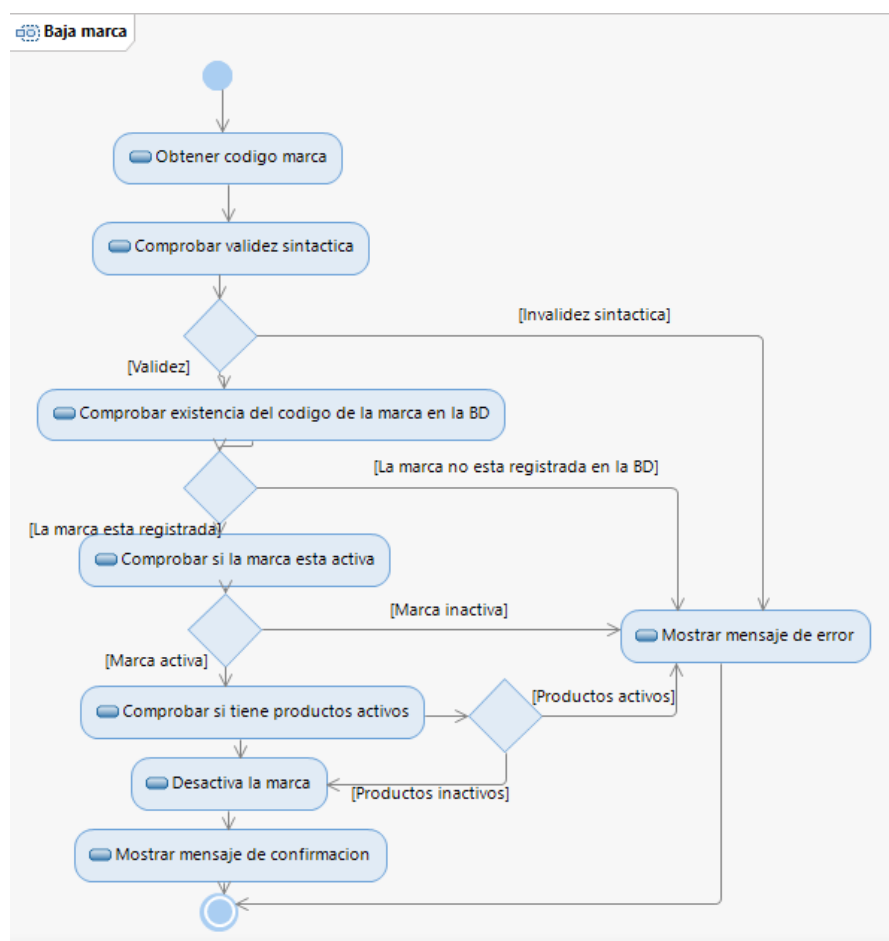 Baja marca
Obtener codigo marca
Comprobar validez sintactica
[Invalidez sintactica]
[Validez]
Comprobar existencia del codigo de la marca en la BD
[La marca no esta registrada en la BD]
[La marca esta registrada]
Comprobar si la marca esta activa
[Marca inactiva]
Mostrar mensaje de error
[Marca activa]
[Productos activos]
Comprobar si tiene productos activos
Desactiva la marca
[Productos inactivos]
Mostrar mensaje de confirmacion